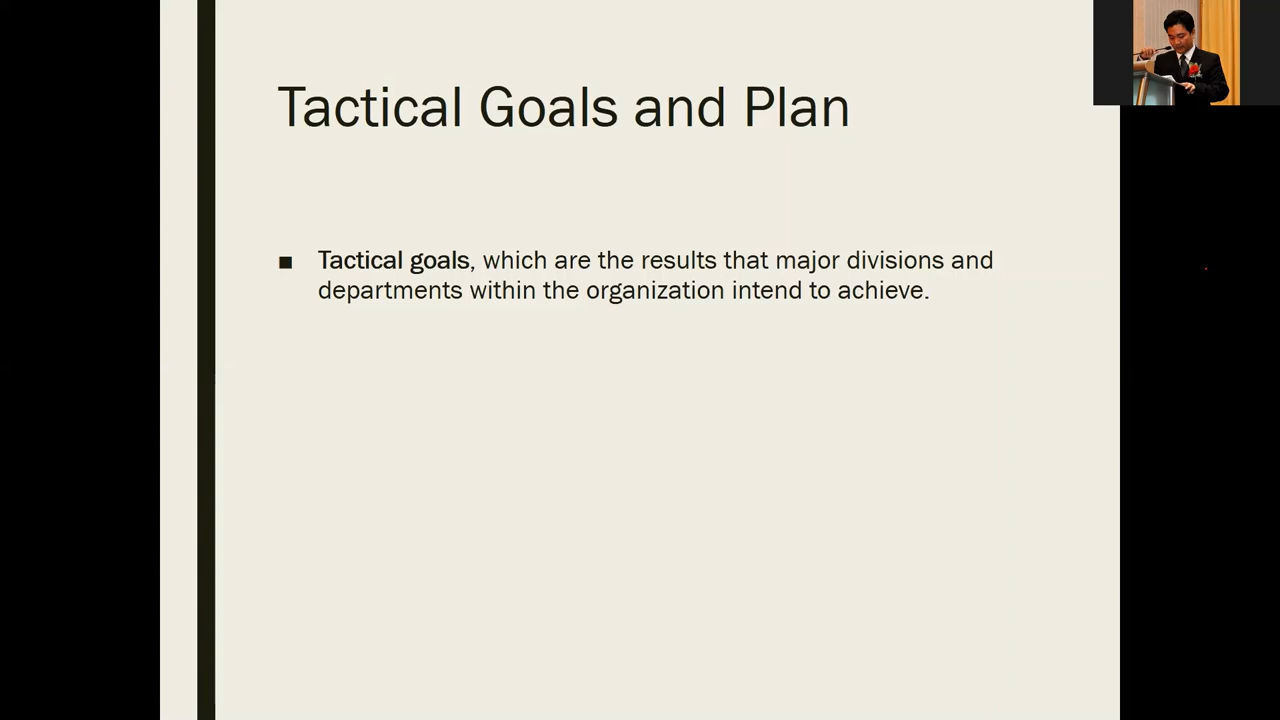 Tactical Goals and Plan
■ Tactical goals, which are the results that major divisions and
departments within the organization intend to achieve.